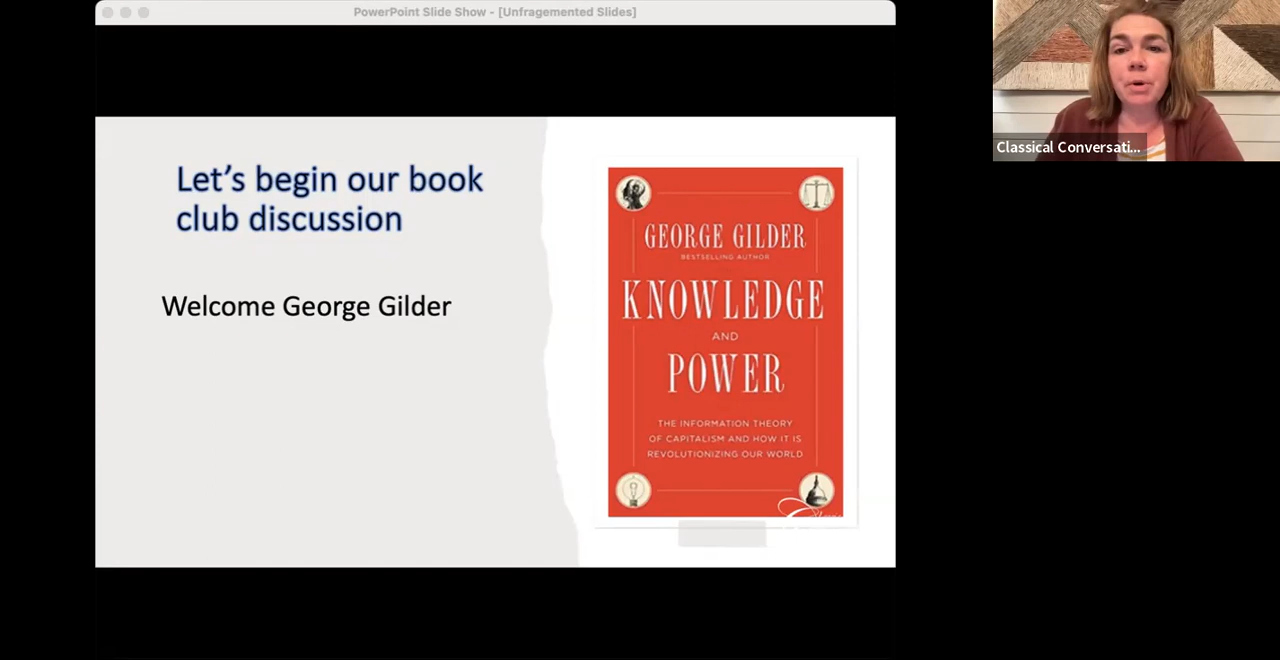 PowerPoint Slide Show - [Unfragemented Slides]
Let's begin our book
club discussion
Welcome George Gilder
GEORGE GILDER
BESTSELLING AUTHOR
KNOWLEDGE
AND
POWER
THE INFORMATION THEORY
OF CAPITALISM AND HOW IT IS
REVOLUTIONIZING OUR WORLD
Classical Conversati...